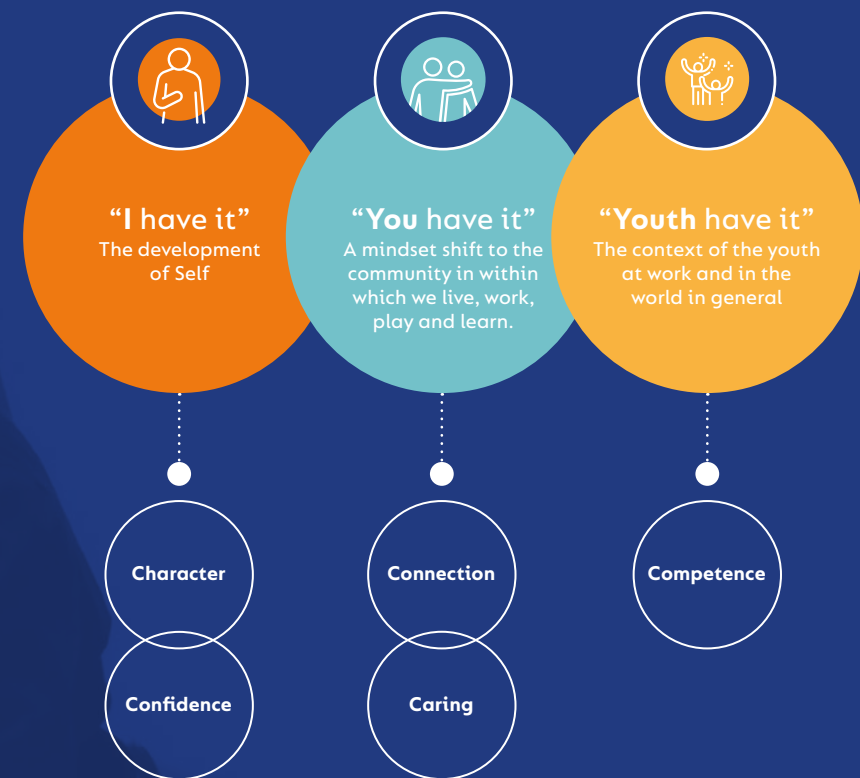 “I have it”
The development
of Self
“You have it”
A mindset shift to the
community in within
which we live, work,
play and learn.
“Youth have it”
The context of the youth
at work and in the
world in general
Character
Confidence
Connection
Caring
Competence